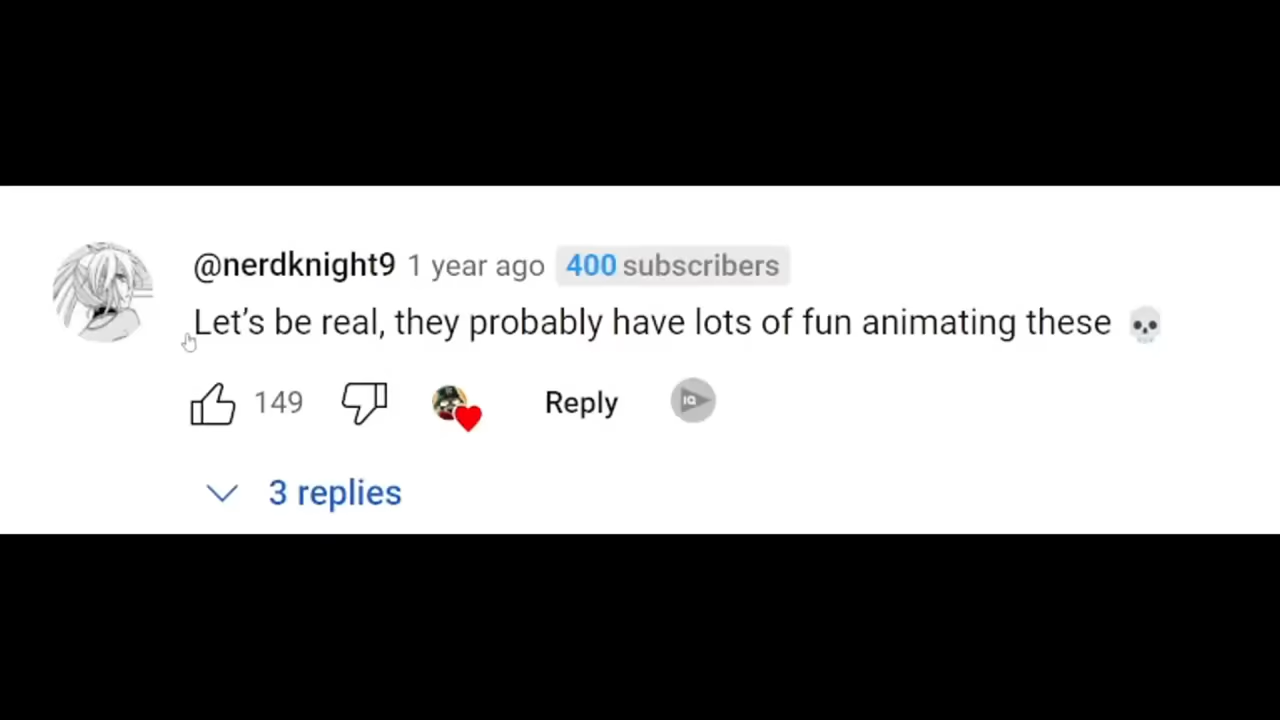 @nerdknight9 1 year ago 400 subscribers
Let’s be real, they probably have lots of fun animating these 💀
149 Reply IQ
3 replies